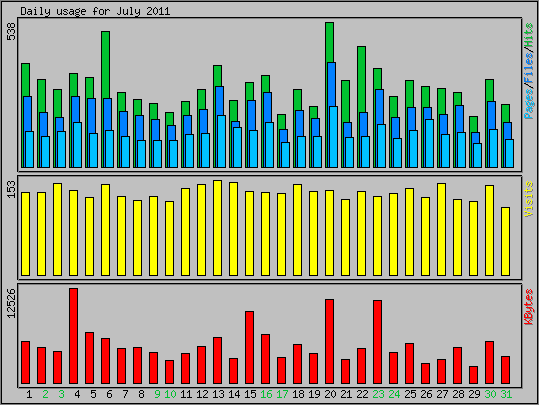 Daily usage for July 2011
538
Pages/Files/Hits
153
Visits
12526
KBytes
1 2 3 4 5 6 7 8 9 10 11 12 13 14 15 16 17 18 19 20 21 22 23 24 25 26 27 28 29 30 31